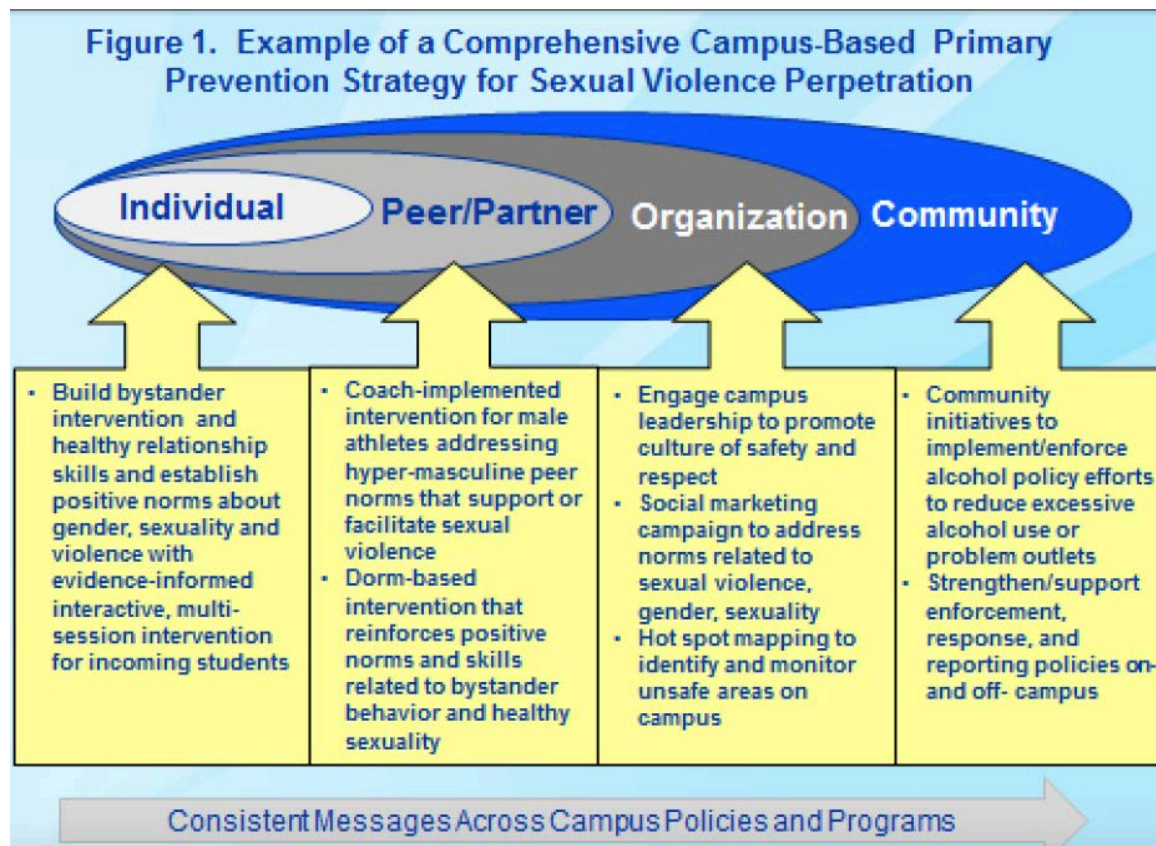 Figure 1. Example of a Comprehensive Campus-Based Primary
Prevention Strategy for Sexual Violence Perpetration
Individual
Peer/Partner
Organization
Community
• Build bystander
intervention and
healthy relationship
skills and establish
positive norms about
gender, sexuality and
violence with
evidence-informed
interactive, multi-
session intervention
for incoming students
• Coach-implemented
intervention for male
athletes addressing
hyper-masculine peer
norms that support or
facilitate sexual
violence
• Dorm-based
intervention that
reinforces positive
norms and skills
related to bystander
behavior and healthy
sexuality
• Engage campus
leadership to promote
culture of safety and
respect
• Social marketing
campaign to address
norms related to
sexual violence,
gender, sexuality
• Hot spot mapping to
identify and monitor
unsafe areas on
campus
• Community
initiatives to
implement/enforce
alcohol policy efforts
to reduce excessive
alcohol use or
problem outlets
• Strengthen/support
enforcement,
response, and
reporting policies on-
and off- campus
Consistent Messages Across Campus Policies and Programs